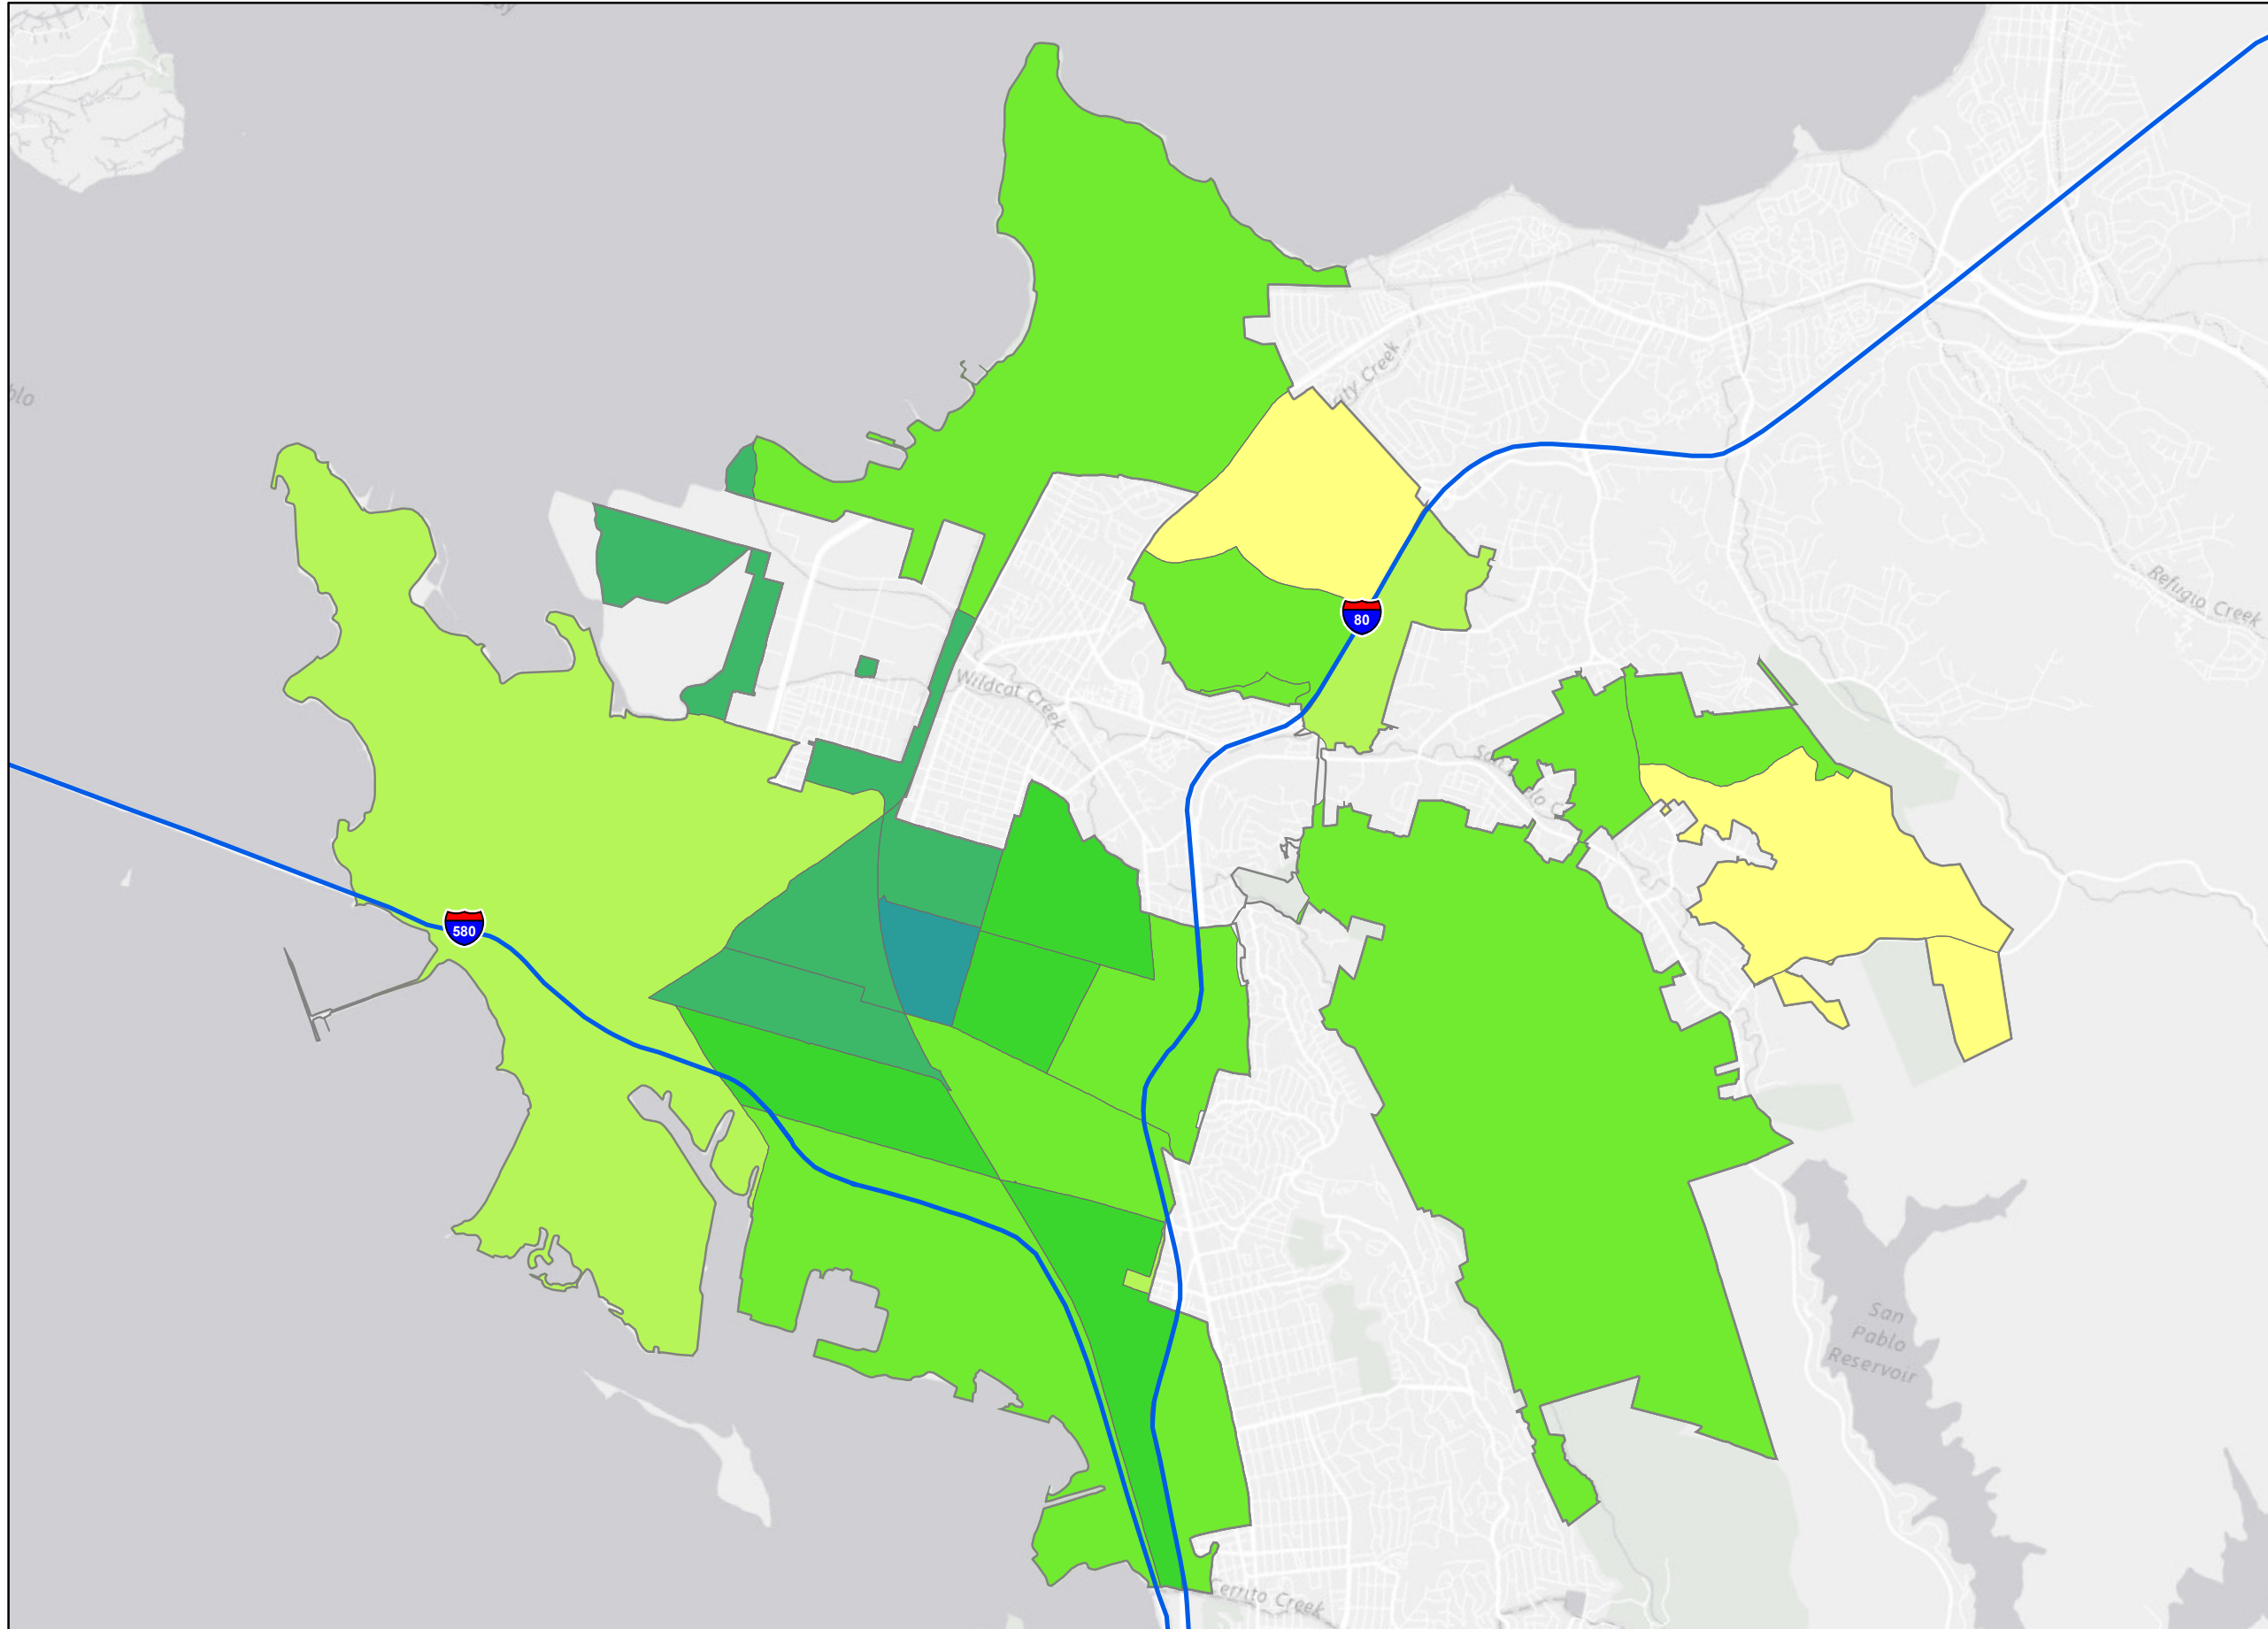 80
Refugio Creek
Wildcat Creek
580
San
Pablo
Reservoir
Cerrito Creek